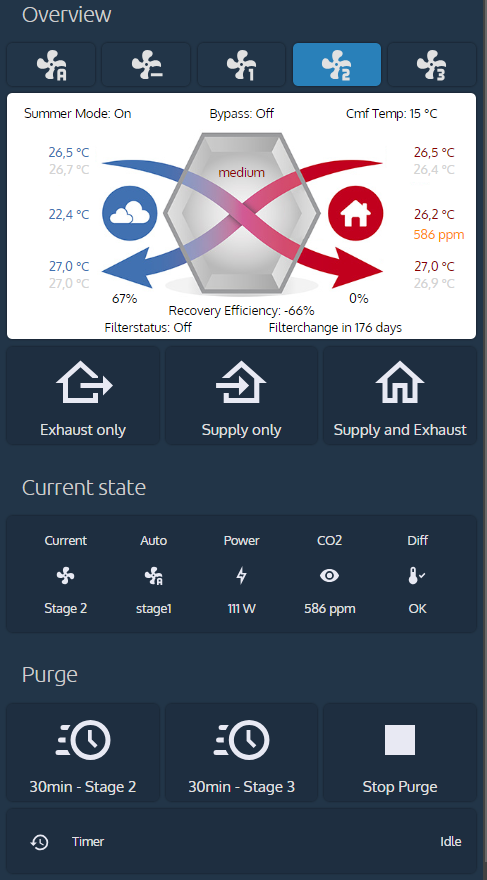 Overview
A
1
2
3
Summer Mode: On Bypass: Off Cmf Temp: 15 °C
26,5 °C medium 26,5 °C
26,7 °C 26,4 °C
22,4 °C 26,2 °C
586 ppm
27,0 °C 27,0 °C
27,0 °C 26,9 °C
67% 0%
Recovery Efficiency: -66%
Filterstatus: Off Filterchange in 176 days
Exhaust only Supply only Supply and Exhaust
Current state
Current Auto Power CO2 Diff
A
Stage 2 stage1 111 W 586 ppm OK
Purge
30min - Stage 2 30min - Stage 3 Stop Purge
Timer Idle